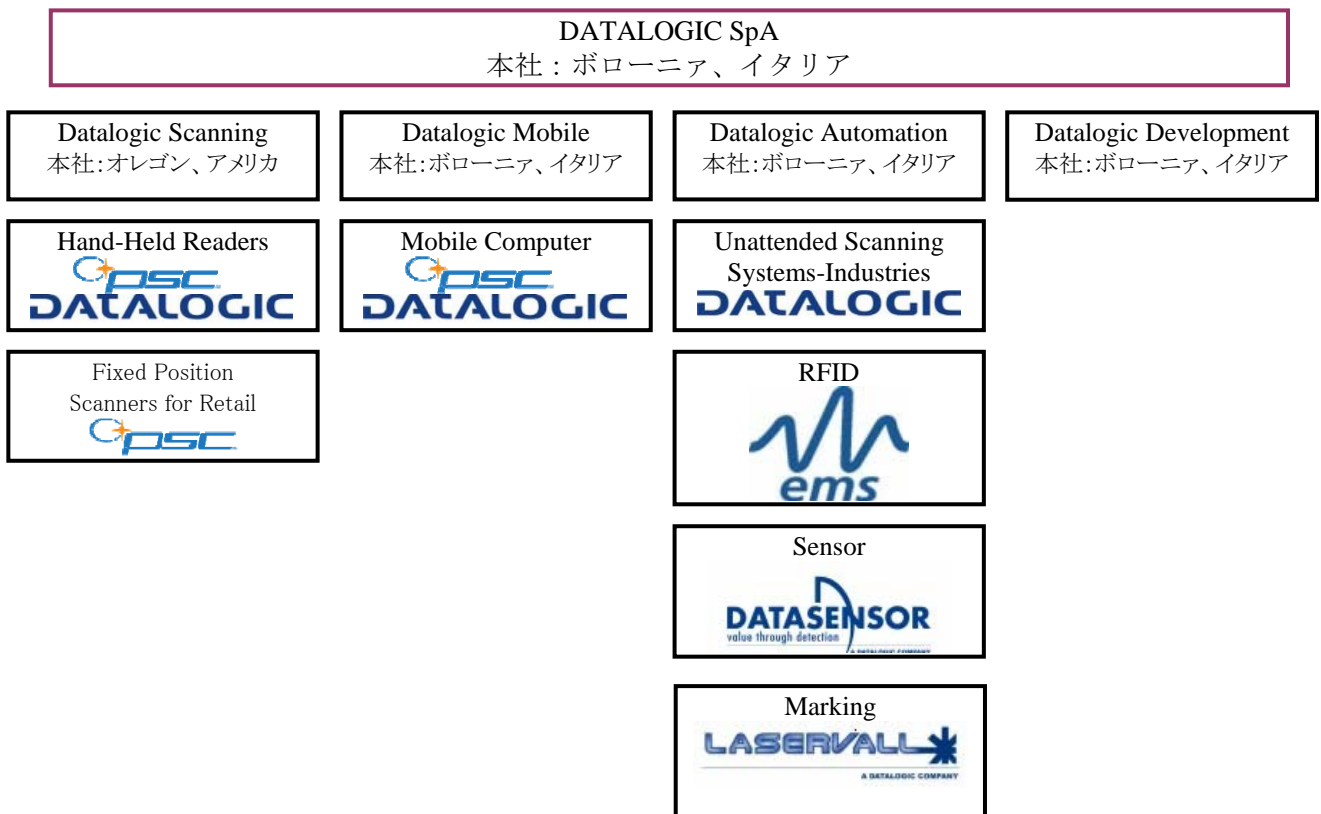 DATALOGIC SpA
本社：ボローニァ、イタリア
Datalogic Scanning
本社：オレゴン、アメリカ
Datalogic Mobile
本社：ボローニァ、イタリア
Datalogic Automation
本社：ボローニァ、イタリア
Datalogic Development
本社：ボローニァ、イタリア
Hand-Held Readers
psc
DATALOGIC
Mobile Computer
psc
DATALOGIC
Unattended Scanning
Systems-Industries
DATALOGIC
Fixed Position
Scanners for Retail
psc
RFID
ems
Sensor
DATASENSOR
value through detection
A DATALOGIC COMPANY
Marking
LASERVALL
A DATALOGIC COMPANY